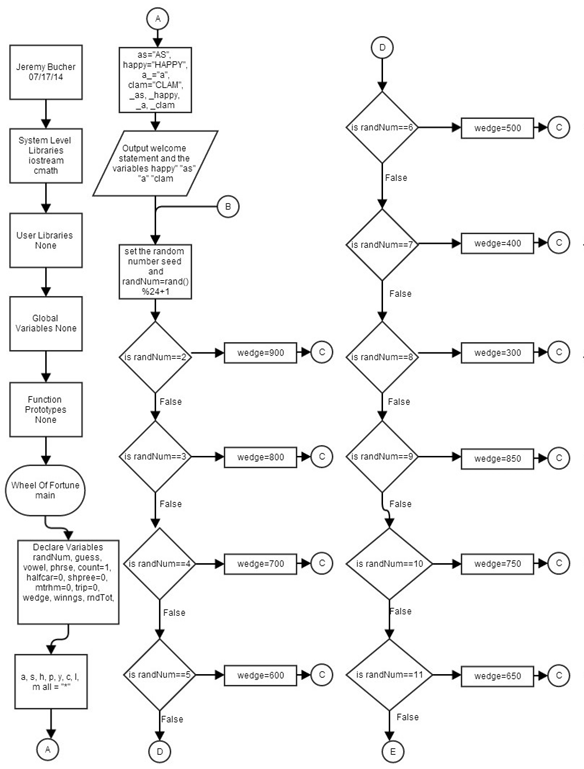 Jeremy Bucher
07/17/14
System Level
Libraries
iostream
cmath
User Libraries
None
Global
Variables None
Function
Prototypes
None
Wheel Of Fortune
main
Declare Variables
randNum, guess,
vowel, phrse, count=1,
halfcar=0, shpree=0,
mtrhm=0, trip=0,
wedge, winngs, rndTot,
a, s, h, p, y, c, l,
m all = "*"
A
A
as="AS",
happy="HAPPY",
a_="a",
clam="CLAM",
_as, _happy,
_a, _clam
Output welcome
statement and the
variables happy" "as"
"a" "clam
B
set the random
number seed
and
randNum=rand()
%24+1
is randNum==2
wedge=900
C
False
is randNum==3
wedge=800
C
False
is randNum==4
wedge=700
C
False
is randNum==5
wedge=600
C
False
D
D
is randNum==6
wedge=500
C
False
is randNum==7
wedge=400
C
False
is randNum==8
wedge=300
C
False
is randNum==9
wedge=850
C
False
is randNum==10
wedge=750
C
False
is randNum==11
wedge=650
C
False
E